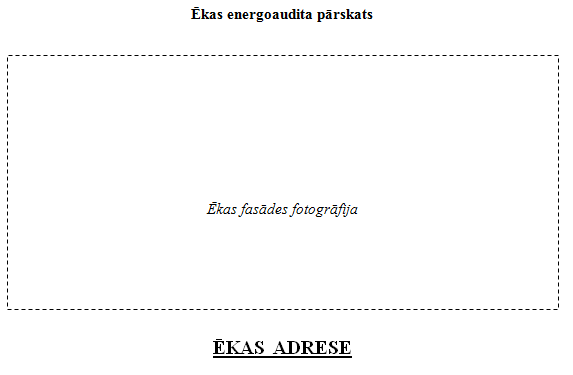 Ēkas energoaudita pārskats
Ēkas fasādes fotogrāfija
ĒKAS ADRESE